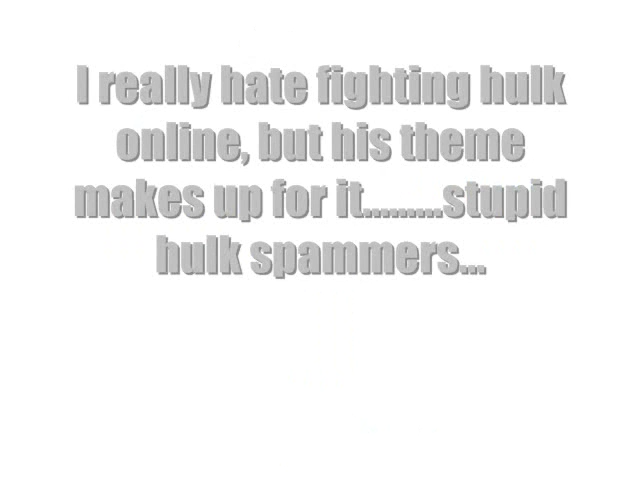 I really hate fighting hulk
online, but his theme
makes up for it.........stupid
hulk spammers...